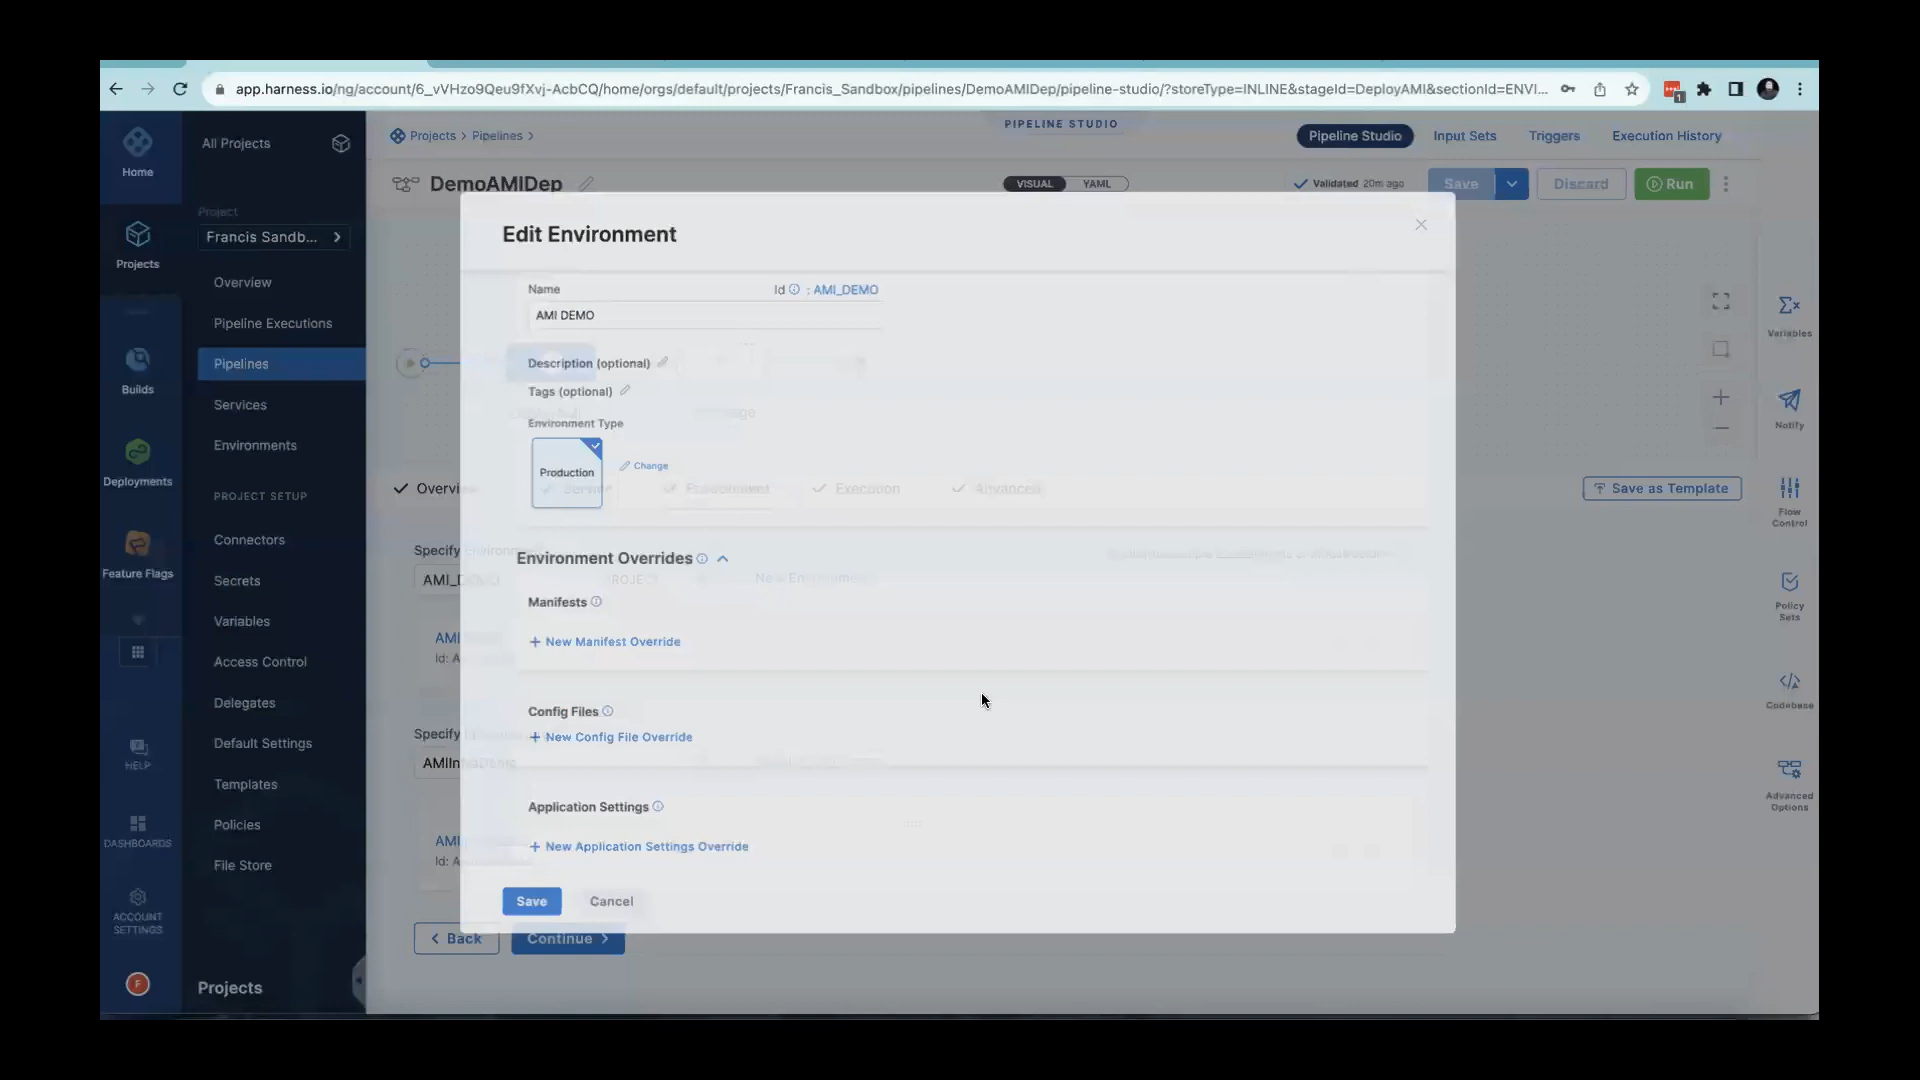 app.harness.io/ng/account/6_vVHzo9Qeu9fXvj-AcbCQ/home/orgs/default/projects/Francis_Sandbox/pipelines/DemoAMIDep/pipeline-studio/?storeType=INLINE&stageId=DeployAMI&sectionId=ENVI...
1
Home
Projects
Builds
Deployments
Feature Flags
HELP
DASHBOARDS
ACCOUNT
SETTINGS
F
All Projects
Project
Francis Sandb...
Overview
Pipeline Executions
Pipelines
Services
Environments
PROJECT SETUP
Connectors
Secrets
Variables
Access Control
Delegates
Default Settings
Templates
Policies
File Store
Projects
Projects > Pipelines >
PIPELINE STUDIO
Pipeline Studio
Input Sets
Triggers
Execution History
DemoAMIDep
VISUAL
YAML
Validated 20m ago
Save
Discard
Run
Edit Environment
Name
Id : AMI_DEMO
AMI DEMO
Description (optional)
Tags (optional)
Environment Type
Production
Change
Overview
Service
Environment
Execution
Advanced
Save as Template
Specify Environment
AMI_DEMO
PROJECT
New Environment
Environment Overrides
Manifests
+ New Manifest Override
AMI
Id: A
Config Files
+ New Config File Override
Specify
AMIInfraDemo
Application Settings
+ New Application Settings Override
AMI
Id: A
Save
Cancel
Back
Continue >
Variables
Notify
Flow
Control
Policy
Sets
Codebase
Advanced
Options